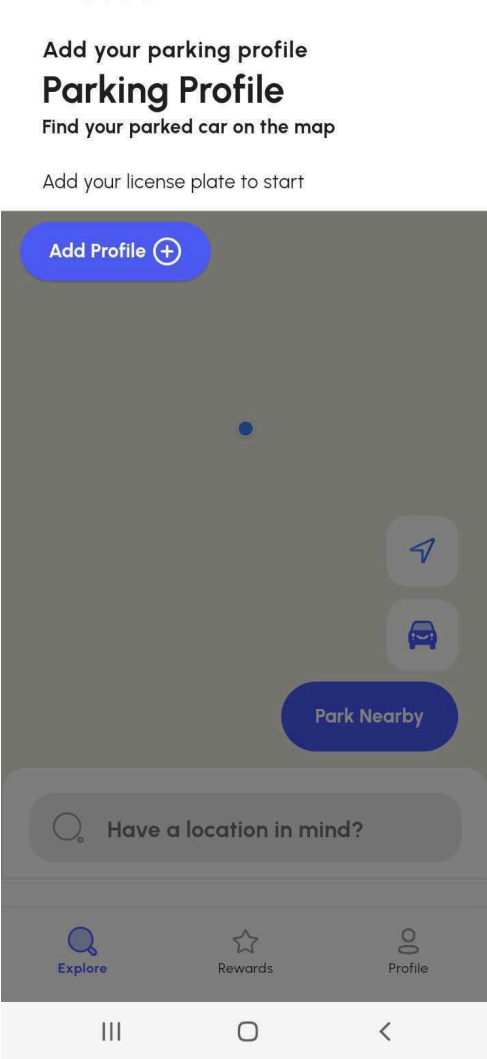 Add your parking profile
Parking Profile
Find your parked car on the map
Add your license plate to start
Add Profile
Park Nearby
Have a location in mind?
Explore
Rewards
Profile